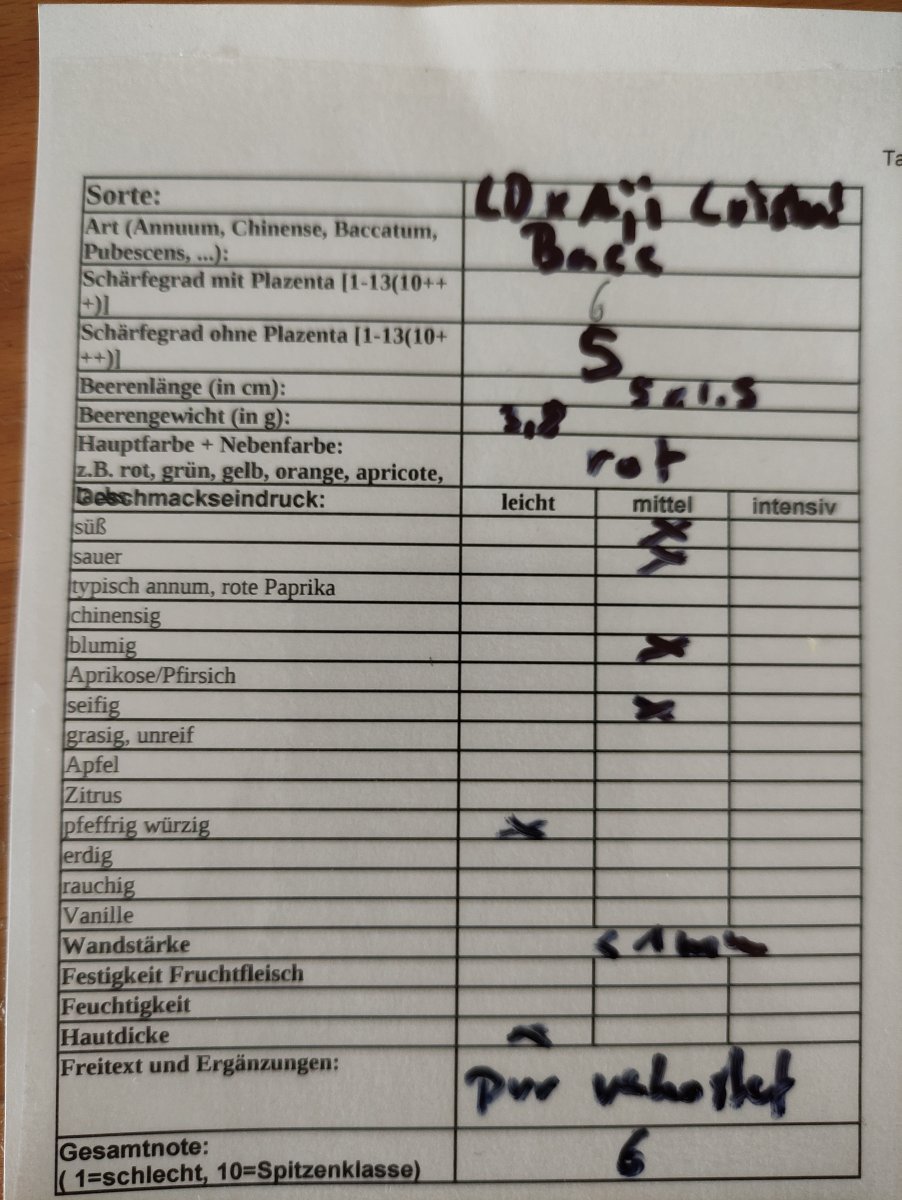 Ta
Sorte: LD x Aji Cristal
Art (Annuum, Chinense, Baccatum,
Pubescens, ...): Bacc
Schärfegrad mit Plazenta [1-13(10++
+)] 6
Schärfegrad ohne Plazenta [1-13(10+
++)] 5
Beerenlänge (in cm): 5 x 1.5
Beerengewicht (in g): 3,8
Hauptfarbe + Nebenfarbe:
z.B. rot, grün, gelb, orange, apricote, rot
Geschmackseindruck: leicht mittel intensiv
süß x
sauer x
typisch annum, rote Paprika
chinensig
blumig x
Aprikose/Pfirsich
seifig x
grasig, unreif
Apfel
Zitrus
pfeffrig würzig x
erdig
rauchig
Vanille
Wandstärke < 1 mm
Festigkeit Fruchtfleisch
Feuchtigkeit
Hautdicke x
Freitext und Ergänzungen: pur verkostet
Gesamtnote:
( 1=schlecht, 10=Spitzenklasse) 6